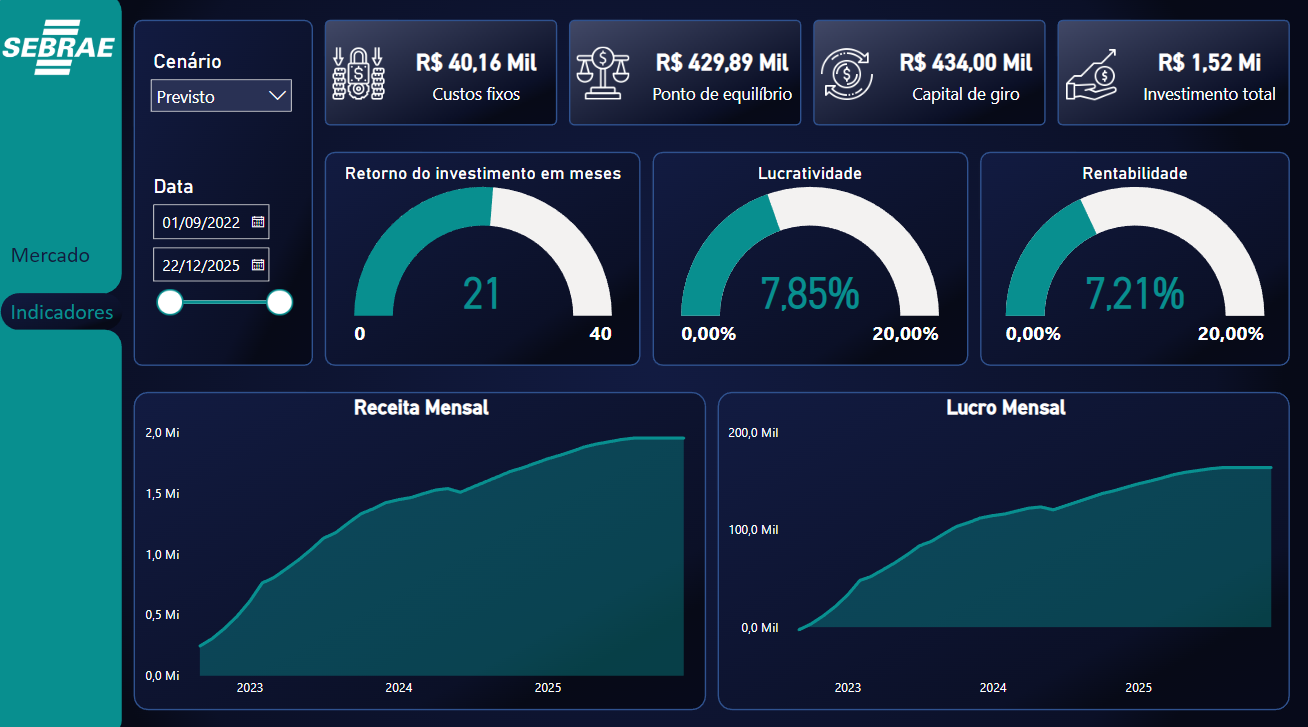 SEBRAE
Mercado
Indicadores
Cenário
Previsto
Data
01/09/2022
22/12/2025
R$ 40,16 Mil
Custos fixos
R$ 429,89 Mil
Ponto de equilíbrio
R$ 434,00 Mil
Capital de giro
R$ 1,52 Mi
Investimento total
Retorno do investimento em meses
21
0
40
Lucratividade
7,85%
0,00%
20,00%
Rentabilidade
7,21%
0,00%
20,00%
Receita Mensal
2,0 Mi
1,5 Mi
1,0 Mi
0,5 Mi
0,0 Mi
2023
2024
2025
Lucro Mensal
200,0 Mil
100,0 Mil
0,0 Mil
2023
2024
2025